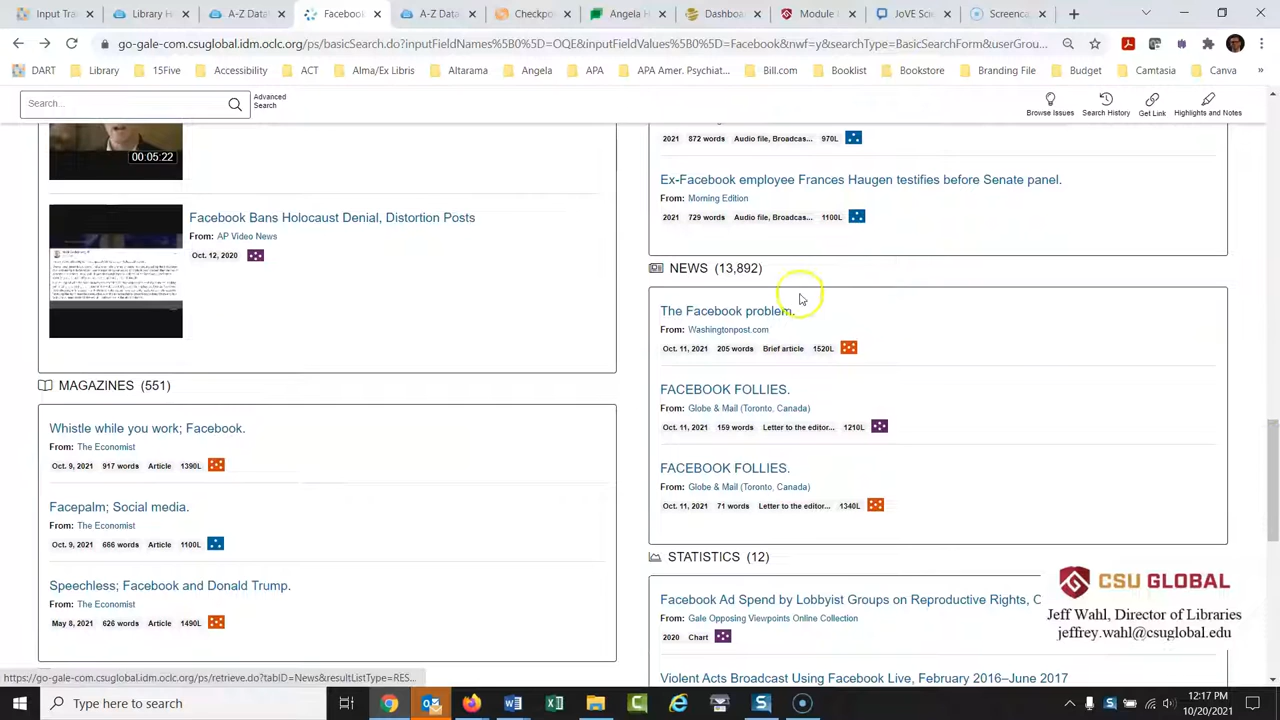 A-Z Datab
Facebook
A-Z Data
Checkpo
Senela H
Dashboa
Module
JoVE Sci
Screenca
go-gale-com.csuglobal.idm.oclc.org/ps/basicSearch.do?inputFieldNames%5B0%5D=OQE&inputFieldValues%5B0%5D=Facebook&nwf=y&searchType=BasicSearchForm&userGrou...
DART
Library
15Five
Accessibility
ACT
Alma/Ex Libris
Altarama
Angela
APA
APA Amer. Psychiat...
Bill.com
Booklist
Bookstore
Branding File
Budget
Camtasia
Canva
»
Search...
Advanced
Search
Browse Issues
Search History
Get Link
Highlights and Notes
00:05:22
Facebook Bans Holocaust Denial, Distortion Posts
From: AP Video News
Oct. 12, 2020
MAGAZINES (551)
Whistle while you work; Facebook.
From: The Economist
Oct. 9, 2021 917 words Article 1390L
Facepalm; Social media.
From: The Economist
Oct. 9, 2021 666 words Article 1100L
Speechless; Facebook and Donald Trump.
From: The Economist
May 8, 2021 626 words Article 1490L
2021 872 words Audio file, Broadcas... 970L
Ex-Facebook employee Frances Haugen testifies before Senate panel.
From: Morning Edition
2021 729 words Audio file, Broadcas... 1100L
NEWS (13,892)
The Facebook problem.
From: Washingtonpost.com
Oct. 11, 2021 205 words Brief article 1520L
FACEBOOK FOLLIES.
From: Globe & Mail (Toronto, Canada)
Oct. 11, 2021 159 words Letter to the editor... 1210L
FACEBOOK FOLLIES.
From: Globe & Mail (Toronto, Canada)
Oct. 11, 2021 71 words Letter to the editor... 1340L
STATISTICS (12)
Facebook Ad Spend by Lobbyist Groups on Reproductive Rights, O
From: Gale Opposing Viewpoints Online Collection
2020 Chart
Violent Acts Broadcast Using Facebook Live, February 2016–June 2017
CSU GLOBAL
Jeff Wahl, Director of Libraries
jeffrey.wahl@csuglobal.edu
https://go-gale-com.csuglobal.idm.oclc.org/ps/retrieve.do?tabID=News&resultListType=RES...
Type here to search
12:17 PM
10/20/2021